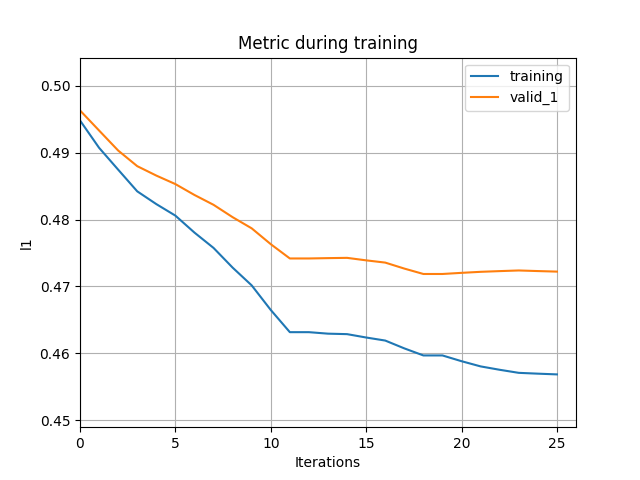 Metric during training
training
valid_1
0.50
0.49
0.48
0.47
0.46
0.45
l1
0 5 10 15 20 25
Iterations